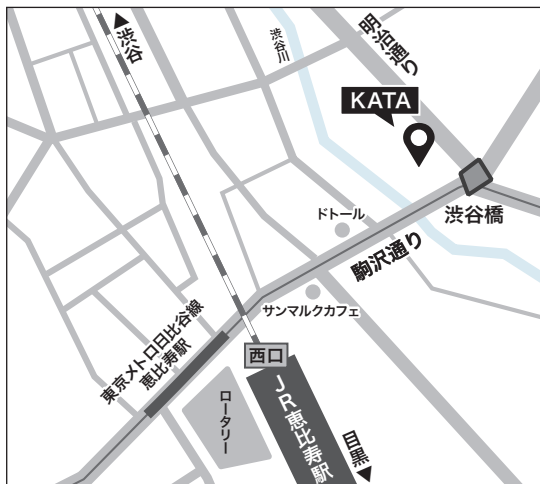 ▲渋谷
渋谷川
明治通り
KATA
渋谷橋
ドトール
駒沢通り
サンマルクカフェ
東京メトロ日比谷線
恵比寿駅
西口
ロータリー
JR恵比寿駅
目黒▼